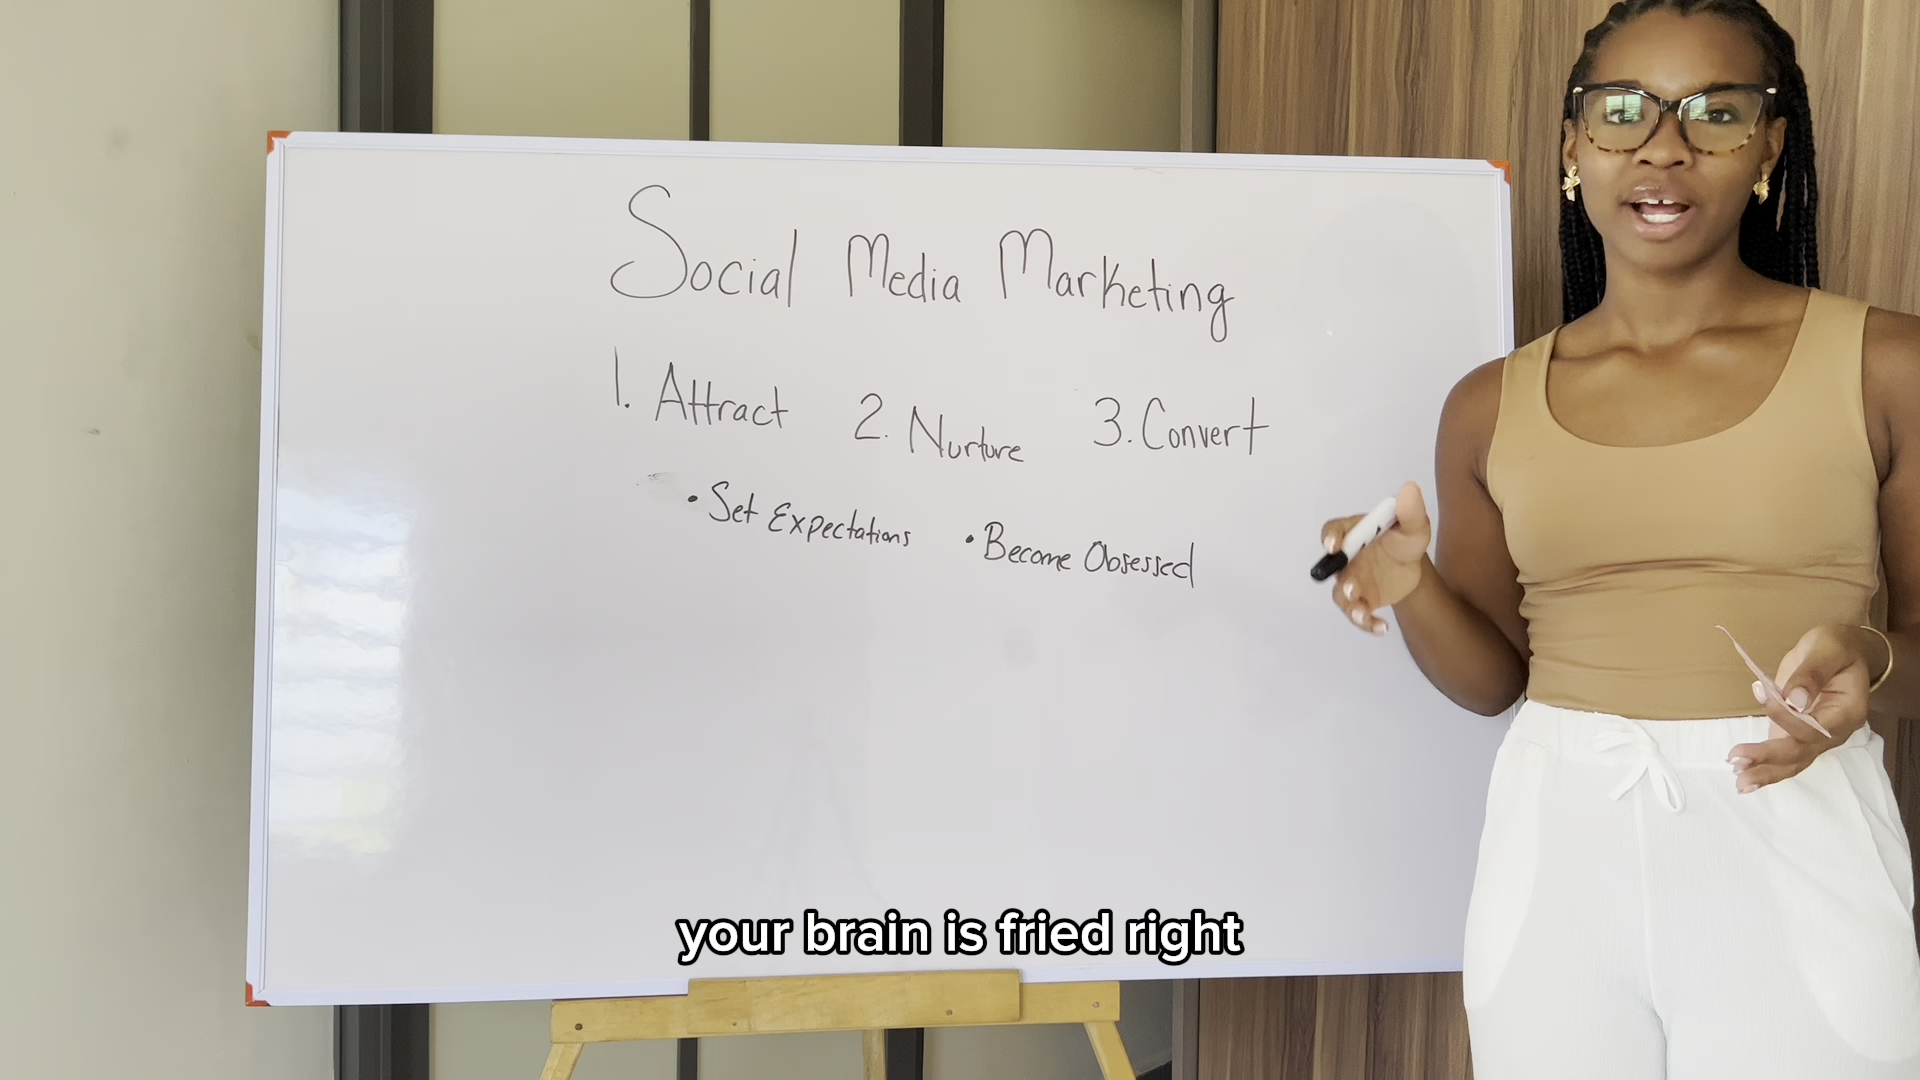 Social Media Marketing
1. Attract 2. Nurture 3. Convert
• Set Expectations • Become Obsessed
your brain is fried right